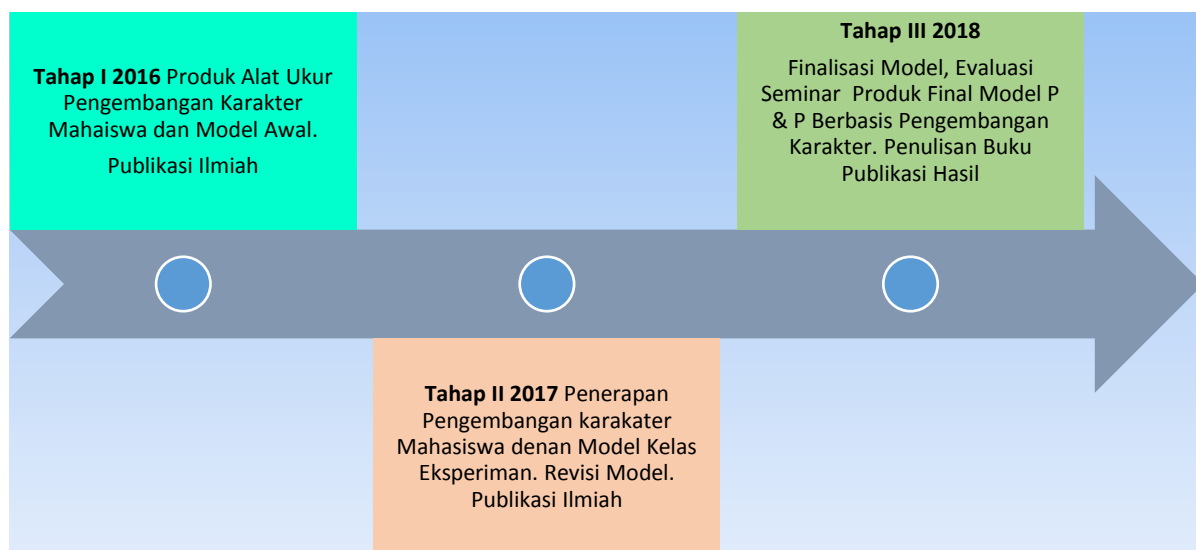 Tahap I 2016 Produk Alat Ukur
Pengembangan Karakter
Mahaiswa dan Model Awal.
Publikasi Ilmiah
Tahap II 2017 Penerapan
Pengembangan karakater
Mahasiswa denan Model Kelas
Eksperiman. Revisi Model.
Publikasi Ilmiah
Tahap III 2018
Finalisasi Model, Evaluasi
Seminar Produk Final Model P
& P Berbasis Pengembangan
Karakter. Penulisan Buku
Publikasi Hasil